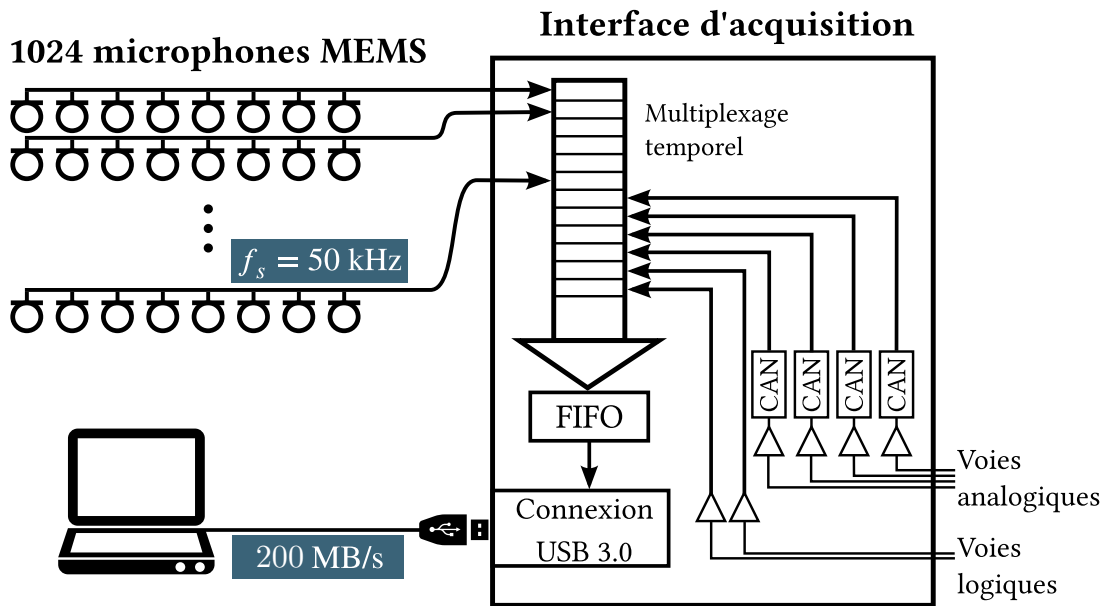 Interface d'acquisition
1024 microphones MEMS
Multiplexage
temporel
f_s = 50 kHz
CAN
CAN
CAN
CAN
FIFO
Voies
analogiques
Connexion
USB 3.0
200 MB/s
Voies
logiques